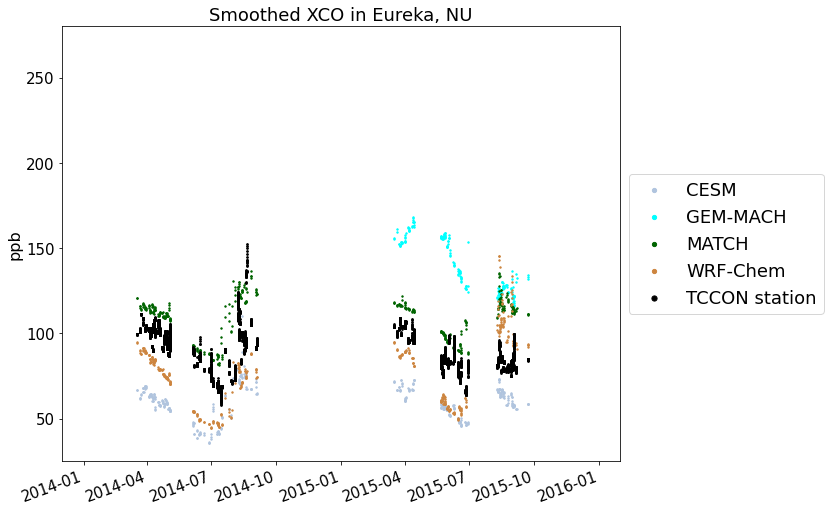 Smoothed XCO in Eureka, NU
ppb
250
200
150
100
50
2014-01
2014-04
2014-07
2014-10
2015-01
2015-04
2015-07
2015-10
2016-01
CESM
GEM-MACH
MATCH
WRF-Chem
TCCON station